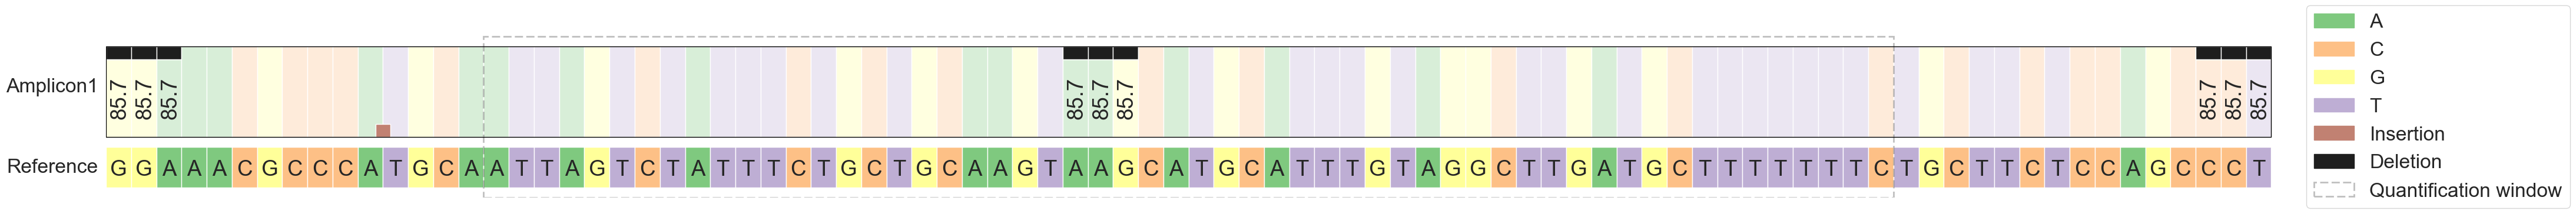 A
C
G
T
Insertion
Deletion
Quantification window
Amplicon1
85.7 85.7 85.7 85.7 85.7 85.7 85.7 85.7 85.7
Reference G G A A A C G C C C A T G C A A T T A G T C T A T T T C T G C T G C A A G T A A G C A T G C A T T T G T A G G C T T G A T G C T T T T T T T C T G C T T C T C C A G C C C T